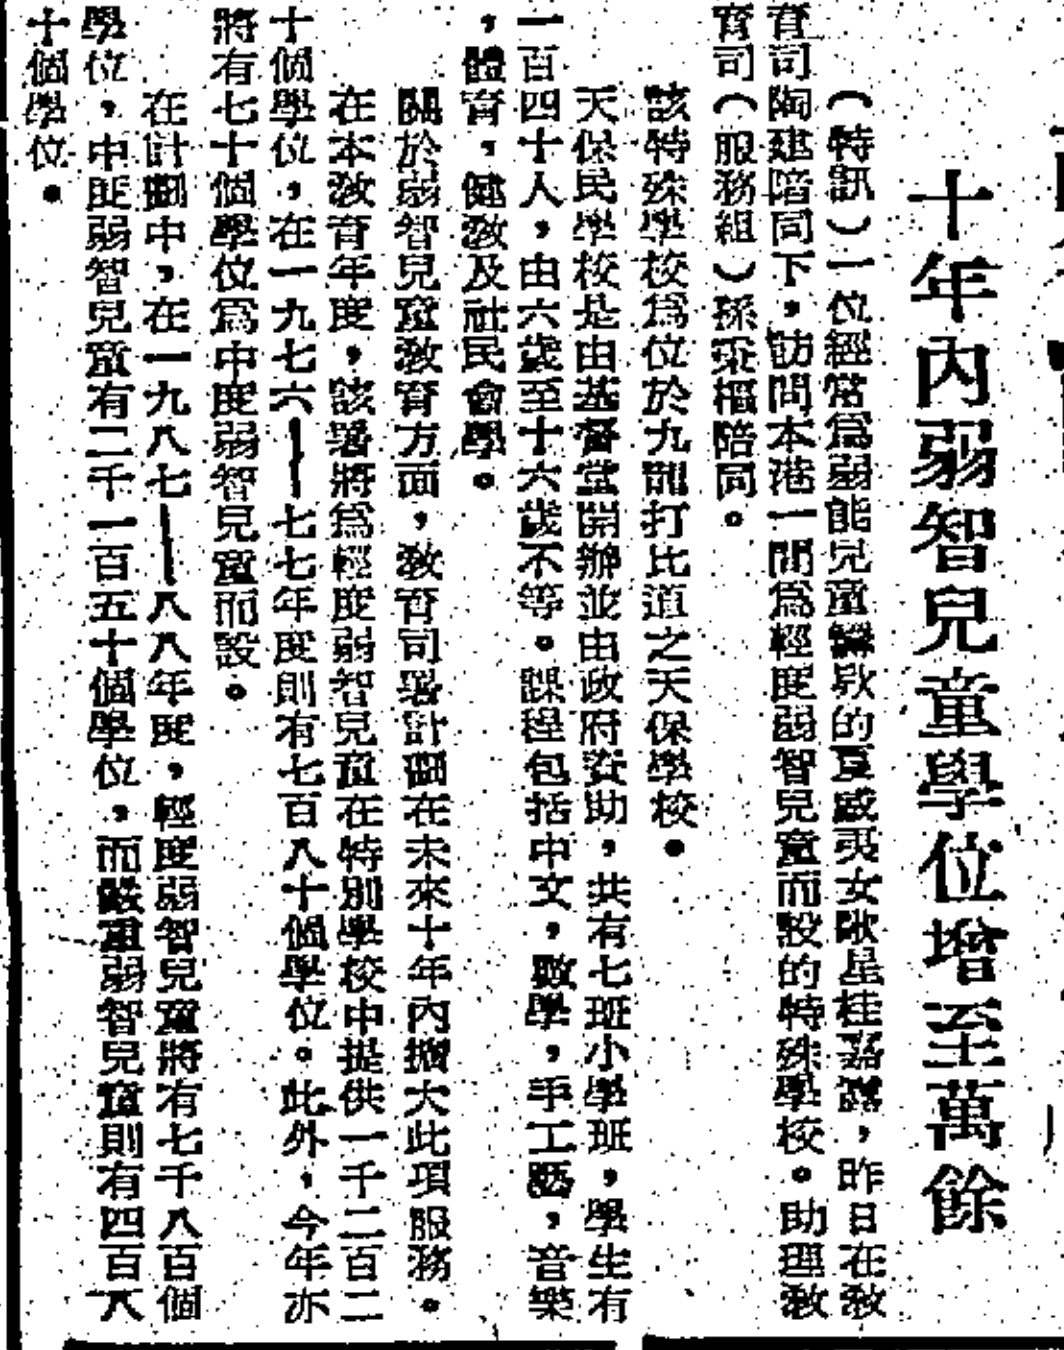 十年內弱智兒童學位增至萬餘
（特訊）一位經常為弱能兒童籌款的夏威夷女歌星桂嘉露，昨日在教
育司陶建陪同下，訪問本港一間為輕度弱智兒童而設的特殊學校。助理教
育司（服務組）孫秉樞陪同。
該特殊學校為位於九龍打比道之天保學校。
天保民學校是由基督堂開辦並由政府資助，共有七班小學班，學生有
一百四十人，由六歲至十六歲不等。課程包括中文，數學，手工藝，音樂
，體育，健教及社民會學。
關於弱智兒童教育方面，教育司署計劃在未來十年內擴大此項服務。
在本教育年度，該署將為輕度弱智兒童在特別學校中提供一千二百二
十個學位，在一九七六——七七年度則有七百八十個學位。此外，今年亦
將有七十個學位為中度弱智兒童而設。
在計劃中，在一九八七——八八年度，輕度弱智兒童將有七千八百個
學位，中度弱智兒童有二千一百五十個學位，而嚴重弱智兒童則有四百八
十個學位。